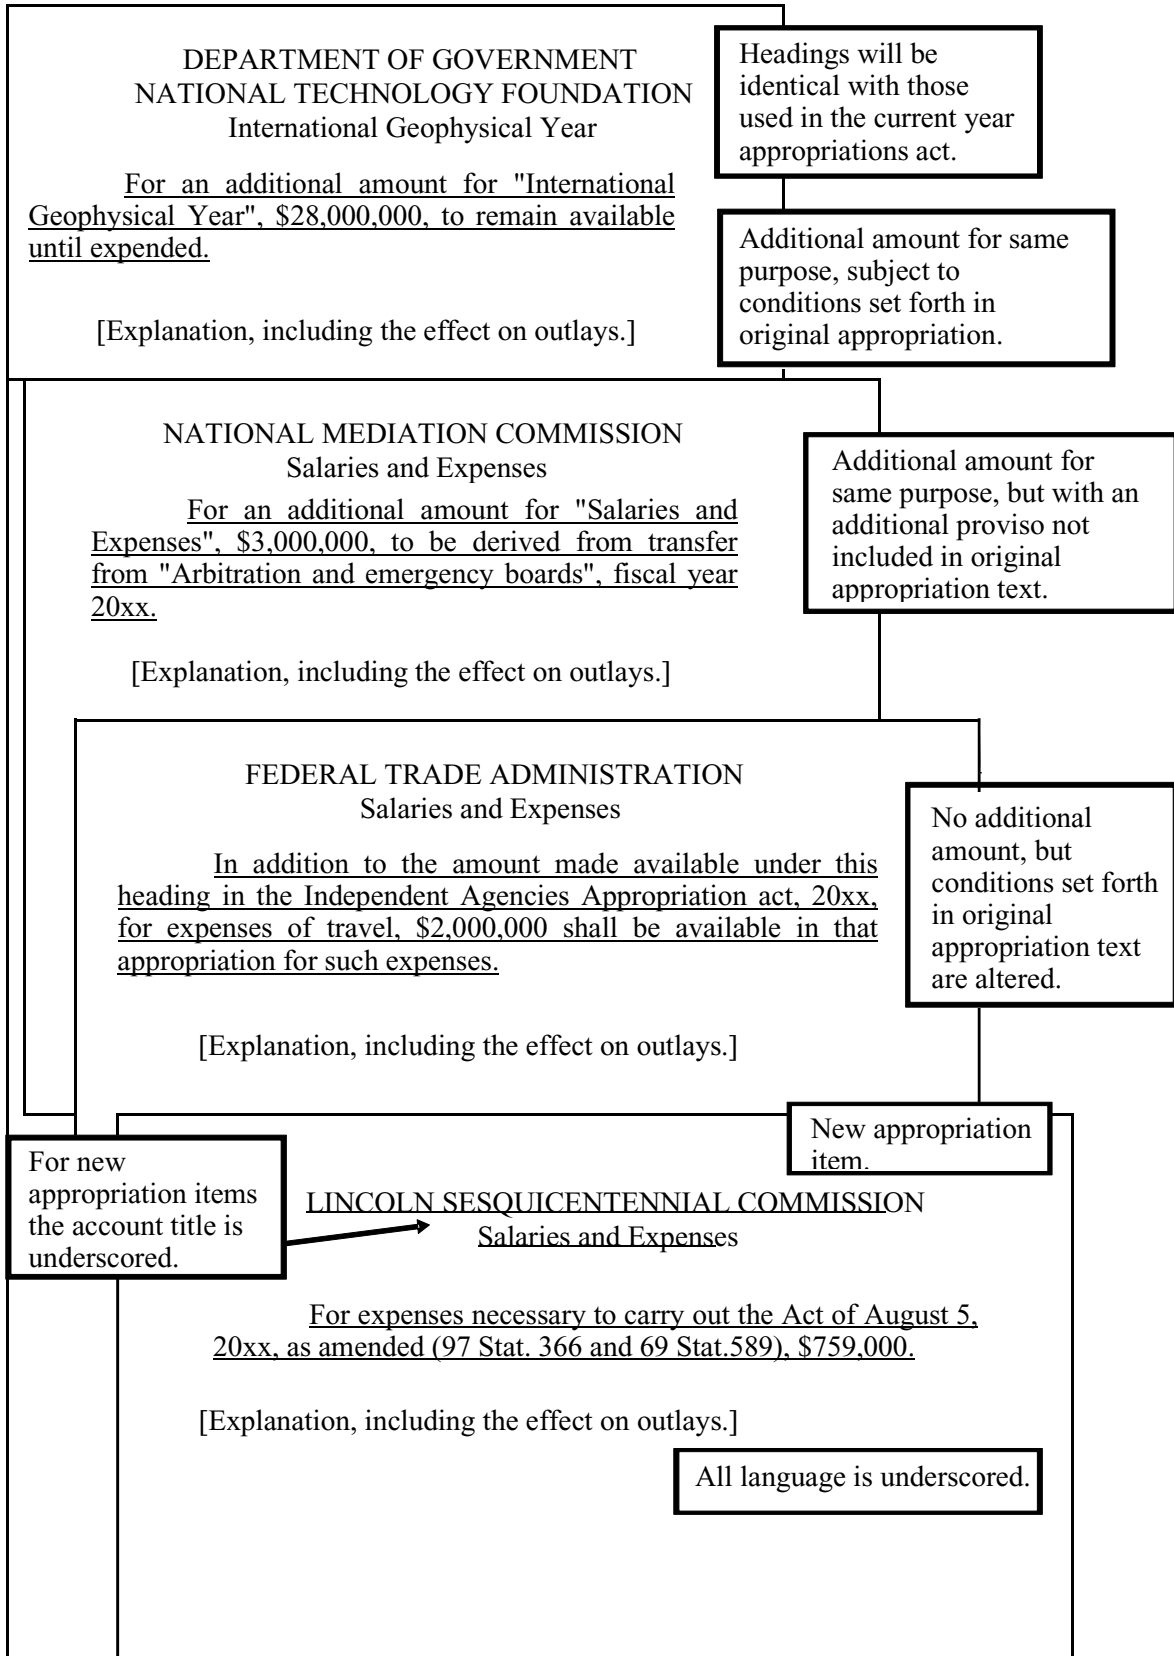 DEPARTMENT OF GOVERNMENT
NATIONAL TECHNOLOGY FOUNDATION
International Geophysical Year
Headings will be
identical with those
used in the current year
appropriations act.
For an additional amount for "International
Geophysical Year", $28,000,000, to remain available
until expended.
Additional amount for same
purpose, subject to
conditions set forth in
original appropriation.
[Explanation, including the effect on outlays.]
NATIONAL MEDIATION COMMISSION
Salaries and Expenses
Additional amount for
same purpose, but with an
additional proviso not
included in original
appropriation text.
For an additional amount for "Salaries and
Expenses", $3,000,000, to be derived from transfer
from "Arbitration and emergency boards", fiscal year
20xx.
[Explanation, including the effect on outlays.]
FEDERAL TRADE ADMINISTRATION
Salaries and Expenses
No additional
amount, but
conditions set forth
in original
appropriation text
are altered.
In addition to the amount made available under this
heading in the Independent Agencies Appropriation act, 20xx,
for expenses of travel, $2,000,000 shall be available in that
appropriation for such expenses.
[Explanation, including the effect on outlays.]
New appropriation
item.
For new
appropriation items
the account title is
underscored.
LINCOLN SESQUICENTENNIAL COMMISSION
Salaries and Expenses
For expenses necessary to carry out the Act of August 5,
20xx, as amended (97 Stat. 366 and 69 Stat.589), $759,000.
[Explanation, including the effect on outlays.]
All language is underscored.